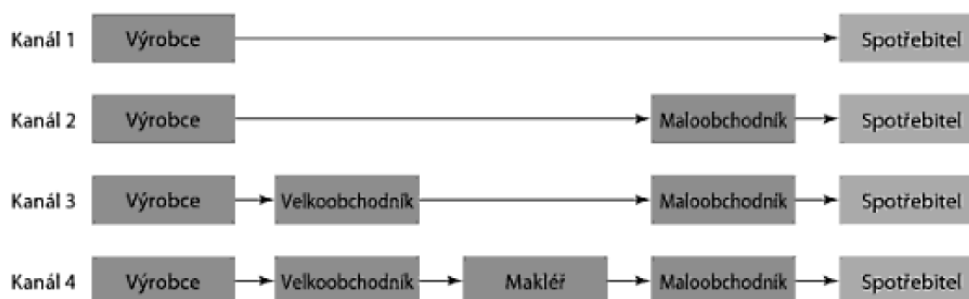 Kanál 1 Výrobce Spotřebitel
Kanál 2 Výrobce Maloobchodník Spotřebitel
Kanál 3 Výrobce Velkoobchodník Maloobchodník Spotřebitel
Kanál 4 Výrobce Velkoobchodník Makléř Maloobchodník Spotřebitel